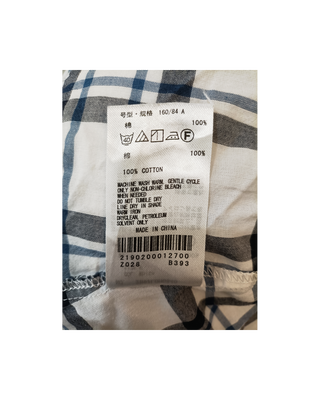 号型·规格 160/84 A
棉 100%
40
F
棉 100%
100% COTTON
MACHINE WASH WARM, GENTLE CYCLE
ONLY NON-CHLORINE BLEACH
WHEN NEEDED
DO NOT TUMBLE DRY
LINE DRY IN SHADE
WARM IRON
DRYCLEAN, PETROLEUM
SOLVENT ONLY
MADE IN CHINA
2190200012700
Z026 B393